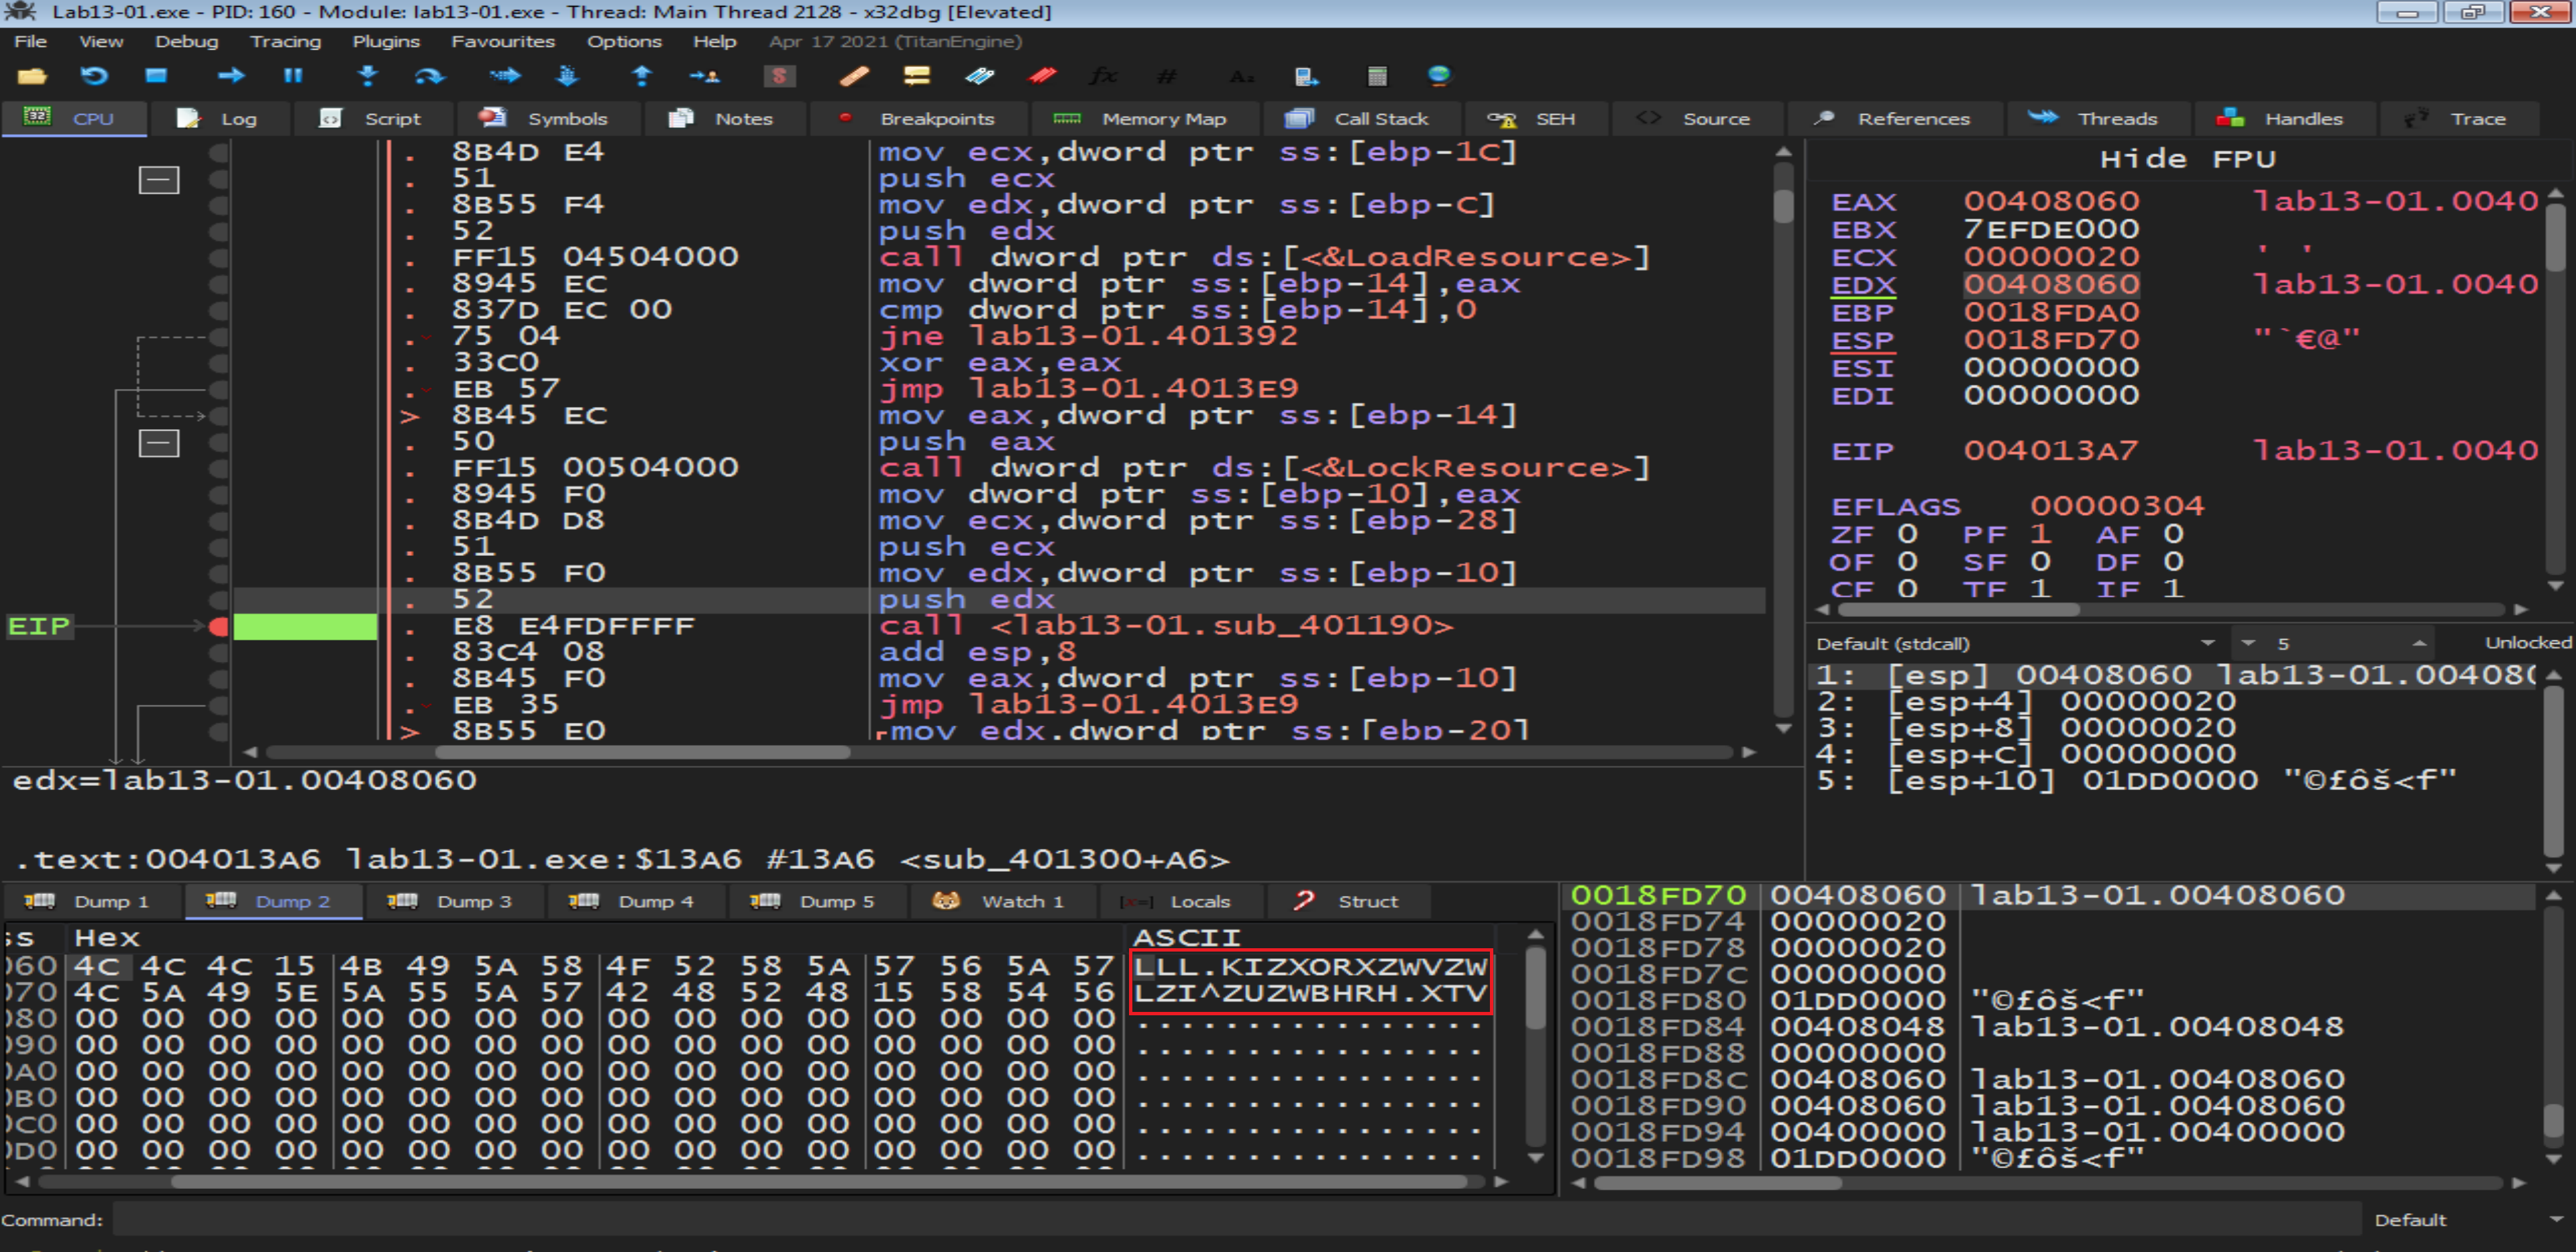 Lab13-01.exe - PID: 160 - Module: lab13-01.exe - Thread: Main Thread 2128 - x32dbg [Elevated]
File View Debug Tracing Plugins Favourites Options Help Apr 17 2021 (TitanEngine)
CPU Log Script Symbols Notes Breakpoints Memory Map Call Stack SEH Source References Threads Handles Trace
. 8B4D E4 mov ecx,dword ptr ss:[ebp-1C]
. 51 push ecx
. 8B55 F4 mov edx,dword ptr ss:[ebp-C]
. 52 push edx
. FF15 04504000 call dword ptr ds:[<&LoadResource>]
. 8945 EC mov dword ptr ss:[ebp-14],eax
. 837D EC 00 cmp dword ptr ss:[ebp-14],0
. 75 04 jne lab13-01.401392
. 33C0 xor eax,eax
. EB 57 jmp lab13-01.4013E9
> 8B45 EC mov eax,dword ptr ss:[ebp-14]
. 50 push eax
. FF15 00504000 call dword ptr ds:[<&LockResource>]
. 8945 F0 mov dword ptr ss:[ebp-10],eax
. 8B4D D8 mov ecx,dword ptr ss:[ebp-28]
. 51 push ecx
. 8B55 F0 mov edx,dword ptr ss:[ebp-10]
. 52 push edx
EIP . E8 E4FDFFFF call <lab13-01.sub_401190>
. 83C4 08 add esp,8
. 8B45 F0 mov eax,dword ptr ss:[ebp-10]
. EB 35 jmp lab13-01.4013E9
> 8B55 E0 mov edx,dword ptr ss:[ebp-20]
Hide FPU
EAX 00408060 lab13-01.0040
EBX 7EFDE000
ECX 00000020 ' '
EDX 00408060 lab13-01.0040
EBP 0018FDA0
ESP 0018FD70 "`€@"
ESI 00000000
EDI 00000000
EIP 004013A7 lab13-01.0040
EFLAGS 00000304
ZF 0 PF 1 AF 0
OF 0 SF 0 DF 0
CF 0 TF 1 IF 1
Default (stdcall) 5 Unlocked
1: [esp] 00408060 lab13-01.00408
2: [esp+4] 00000020
3: [esp+8] 00000020
4: [esp+C] 00000000
5: [esp+10] 01DD0000 "©£ôš<f"
edx=lab13-01.00408060
.text:004013A6 lab13-01.exe:$13A6 #13A6 <sub_401300+A6>
Dump 1 Dump 2 Dump 3 Dump 4 Dump 5 Watch 1 Locals Struct
ss Hex ASCII
060 4C 4C 4C 15 4B 49 5A 58 4F 52 58 5A 57 56 5A 57 LLL.KIZXORXZWVZW
070 4C 5A 49 5E 5A 55 5A 57 42 48 52 48 15 58 54 56 LZI^ZUZWBHRH.XTV
080 00 00 00 00 00 00 00 00 00 00 00 00 00 00 00 00 ................
090 00 00 00 00 00 00 00 00 00 00 00 00 00 00 00 00 ................
0A0 00 00 00 00 00 00 00 00 00 00 00 00 00 00 00 00 ................
0B0 00 00 00 00 00 00 00 00 00 00 00 00 00 00 00 00 ................
0C0 00 00 00 00 00 00 00 00 00 00 00 00 00 00 00 00 ................
0D0 00 00 00 00 00 00 00 00 00 00 00 00 00 00 00 00 ................
0018FD70 00408060 lab13-01.00408060
0018FD74 00000020
0018FD78 00000020
0018FD7C 00000000
0018FD80 01DD0000 "©£ôš<f"
0018FD84 00408048 lab13-01.00408048
0018FD88 00000000
0018FD8C 00408060 lab13-01.00408060
0018FD90 00408060 lab13-01.00408060
0018FD94 00400000 lab13-01.00400000
0018FD98 01DD0000 "©£ôš<f"
Command: Default